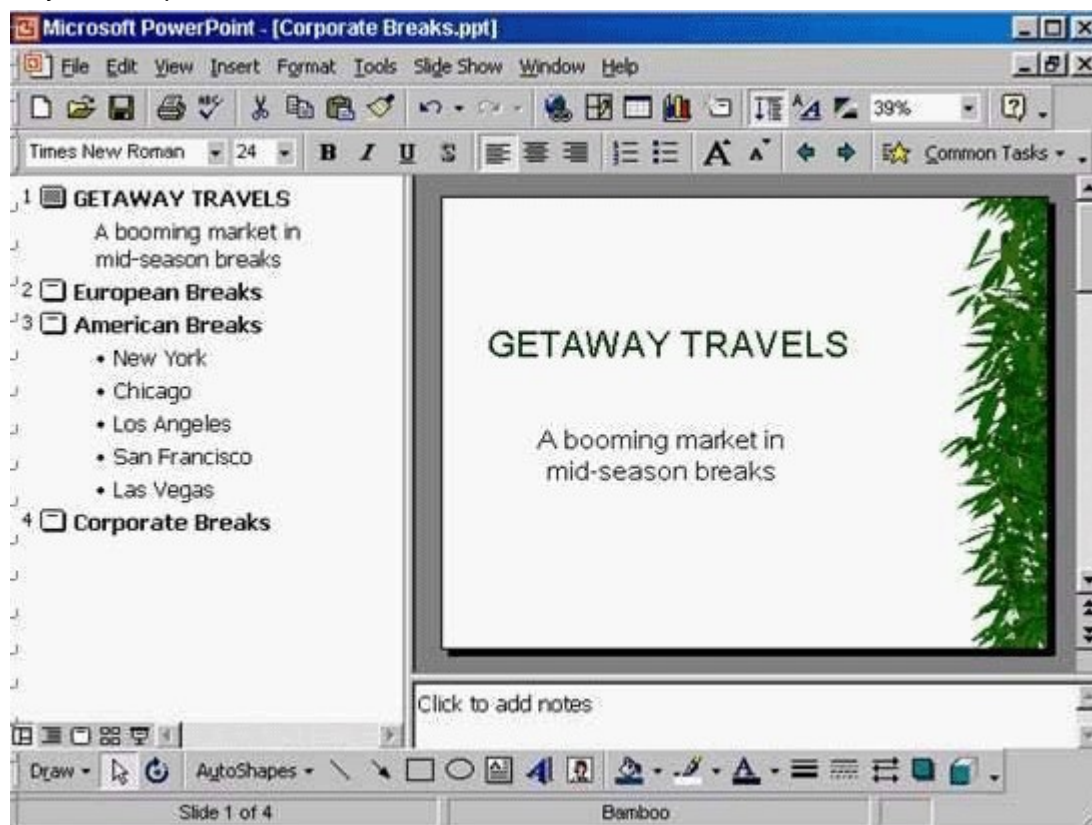 Microsoft PowerPoint - [Corporate Breaks.ppt]
File Edit View Insert Format Tools Slide Show Window Help
39%
Times New Roman 24 B I U S A A Common Tasks
1 GETAWAY TRAVELS
A booming market in
mid-season breaks
2 European Breaks
3 American Breaks
• New York
• Chicago
• Los Angeles
• San Francisco
• Las Vegas
4 Corporate Breaks
GETAWAY TRAVELS
A booming market in
mid-season breaks
Click to add notes
Draw AutoShapes
Slide 1 of 4 Bamboo